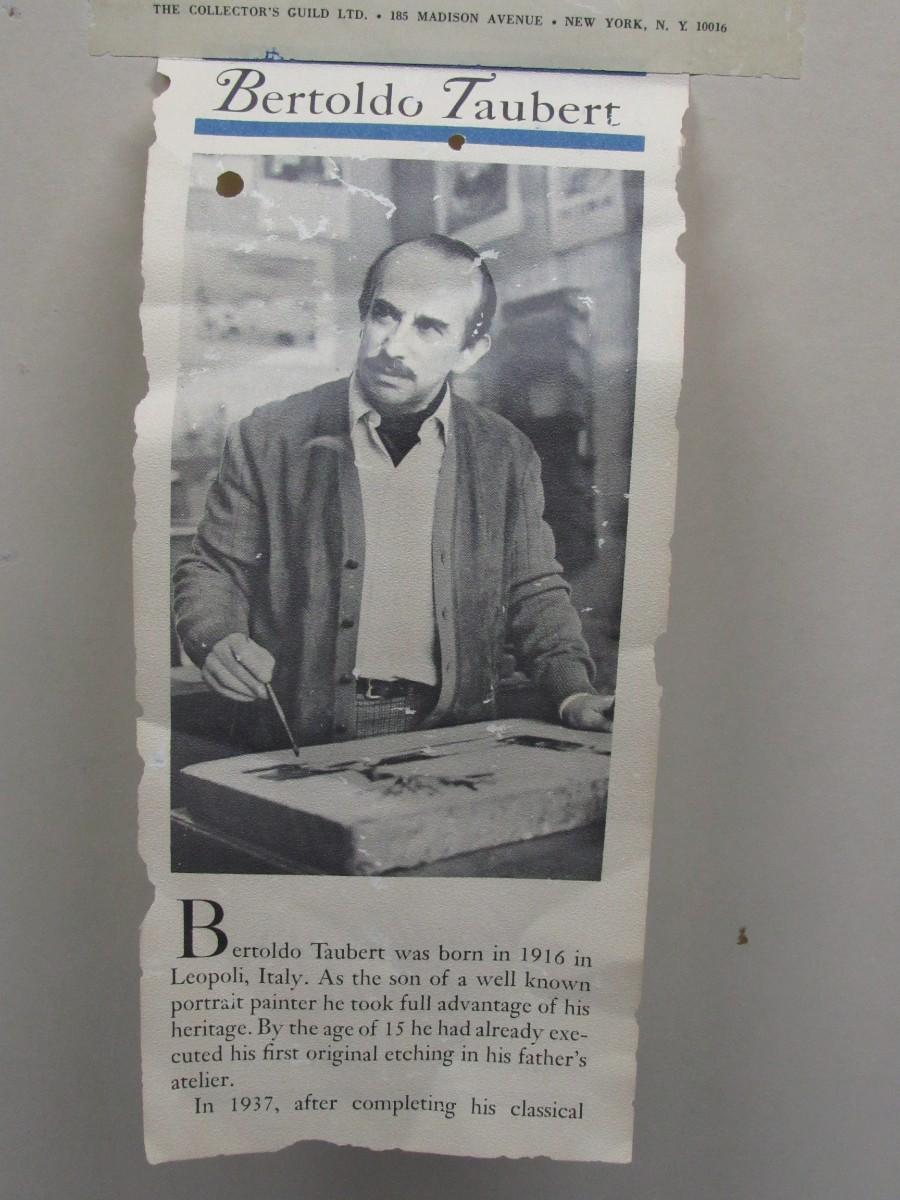 THE COLLECTOR'S GUILD LTD. • 185 MADISON AVENUE • NEW YORK, N. Y. 10016
Bertoldo Taubert
Bertoldo Taubert was born in 1916 in
Leopoli, Italy. As the son of a well known
portrait painter he took full advantage of his
heritage. By the age of 15 he had already exe-
cuted his first original etching in his father's
atelier.
In 1937, after completing his classical